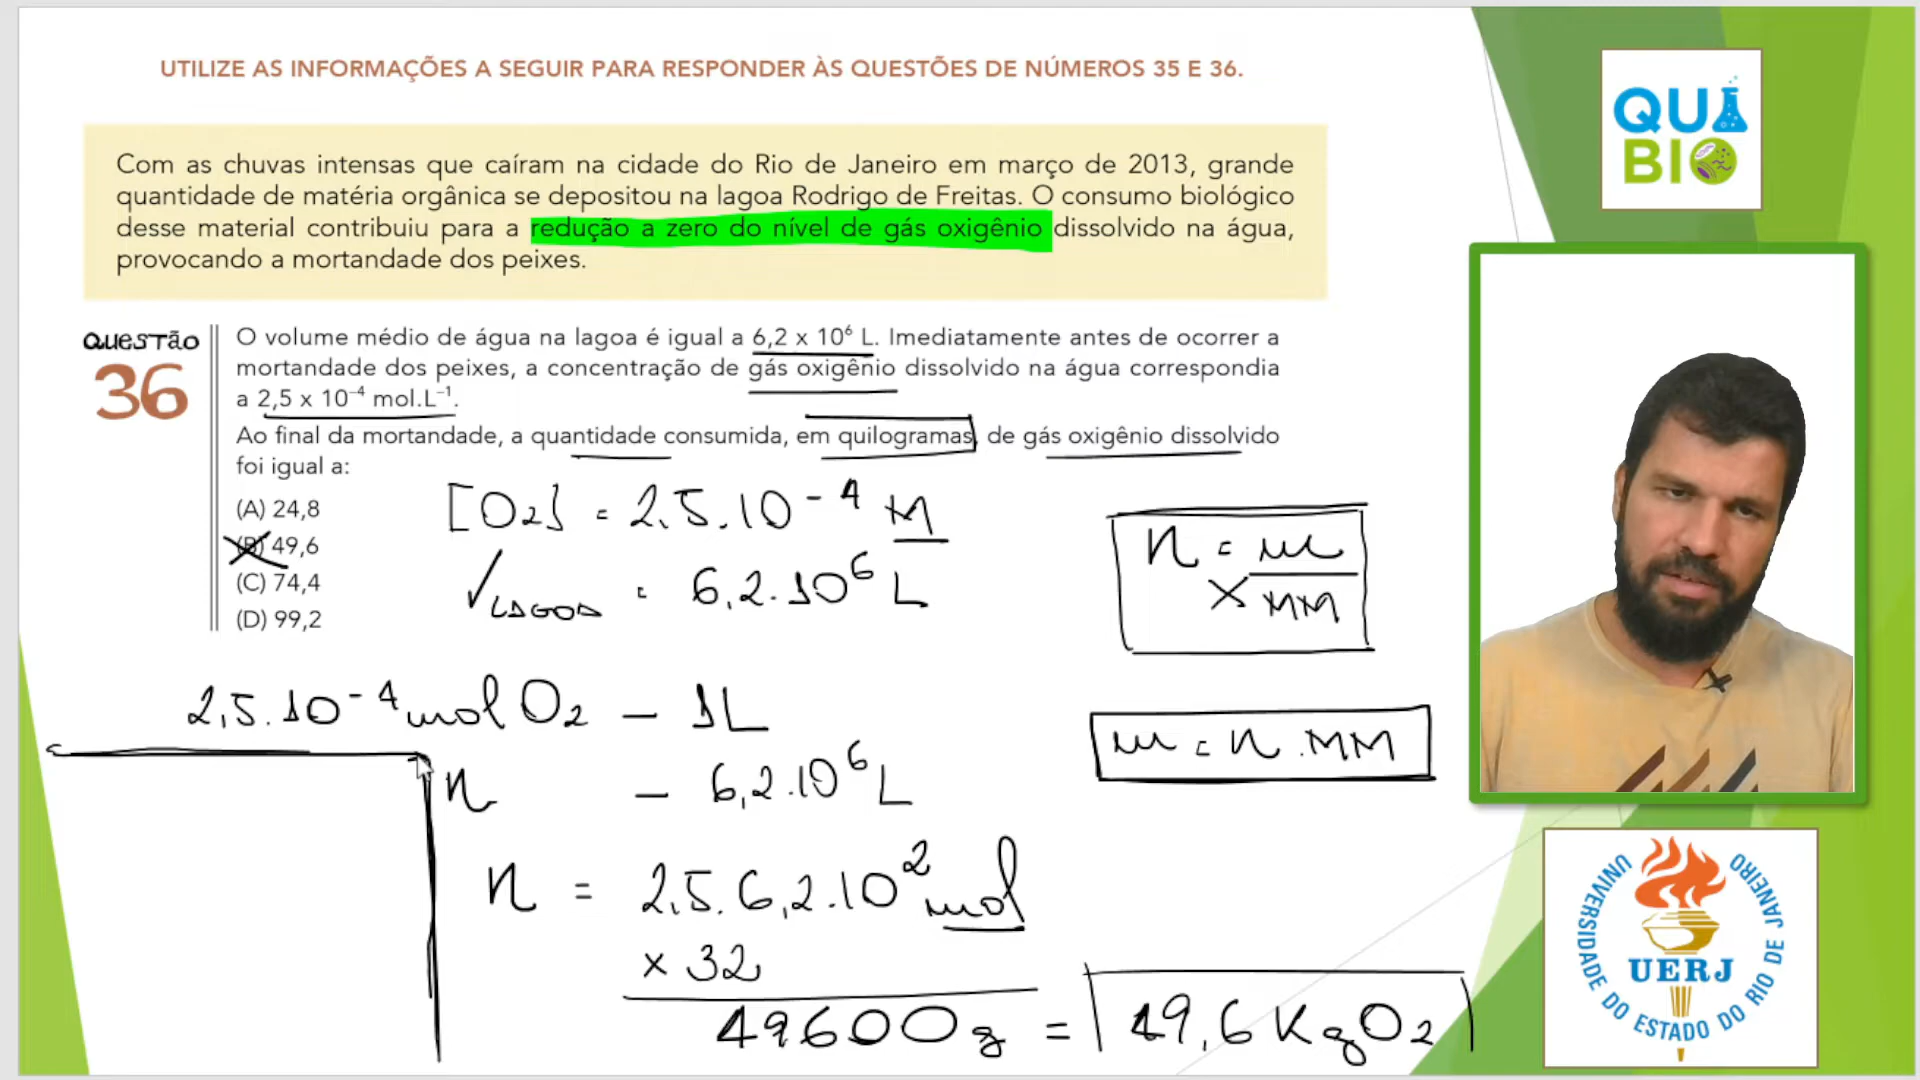 UTILIZE AS INFORMAÇÕES A SEGUIR PARA RESPONDER ÀS QUESTÕES DE NÚMEROS 35 E 36.
Com as chuvas intensas que caíram na cidade do Rio de Janeiro em março de 2013, grande
quantidade de matéria orgânica se depositou na lagoa Rodrigo de Freitas. O consumo biológico
desse material contribuiu para a redução a zero do nível de gás oxigênio dissolvido na água,
provocando a mortandade dos peixes.
QUESTÃO
36
O volume médio de água na lagoa é igual a 6,2 x 10⁶ L. Imediatamente antes de ocorrer a
mortandade dos peixes, a concentração de gás oxigênio dissolvido na água correspondia
a 2,5 x 10⁻⁴ mol.L⁻¹.
Ao final da mortandade, a quantidade consumida, em quilogramas, de gás oxigênio dissolvido
foi igual a:
(A) 24,8
(B) 49,6
(C) 74,4
(D) 99,2
[O₂] = 2,5.10⁻⁴ M
V LAGOA = 6,2.10⁶ L
n = m
MM
m = n.MM
2,5.10⁻⁴ mol O₂ – 1L
n – 6,2.10⁶ L
n = 2,5.6,2.10² mol
x 32
49600g = 49,6 Kg O₂
QUI
BIO
UNIVERSIDADE DO ESTADO DO RIO DE JANEIRO
UERJ